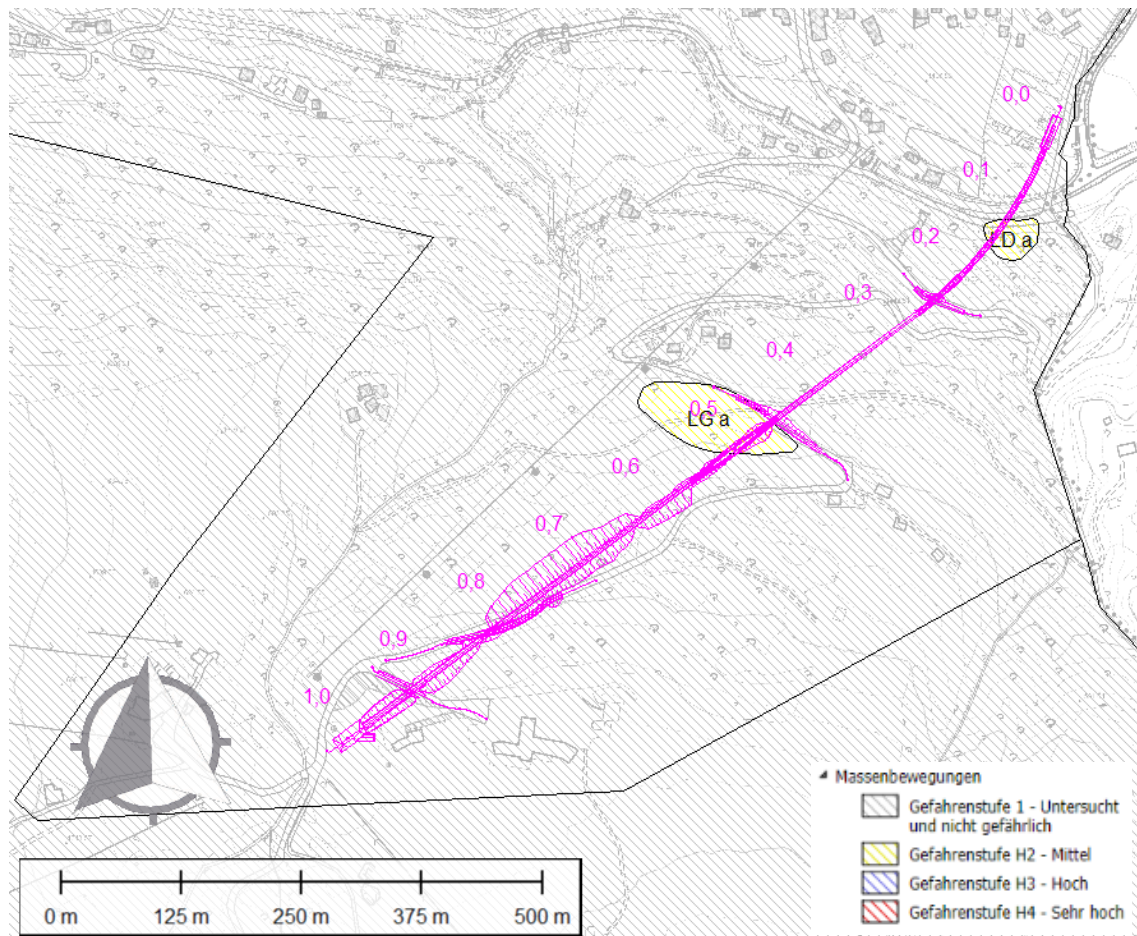 0,0
0,1
0,2
LD a
0,3
0,4
0,5
LG a
0,6
0,7
0,8
0,9
1,0
Massenbewegungen
Gefahrenstufe 1 - Untersucht
und nicht gefährlich
Gefahrenstufe H2 - Mittel
Gefahrenstufe H3 - Hoch
Gefahrenstufe H4 - Sehr hoch
0 m
125 m
250 m
375 m
500 m